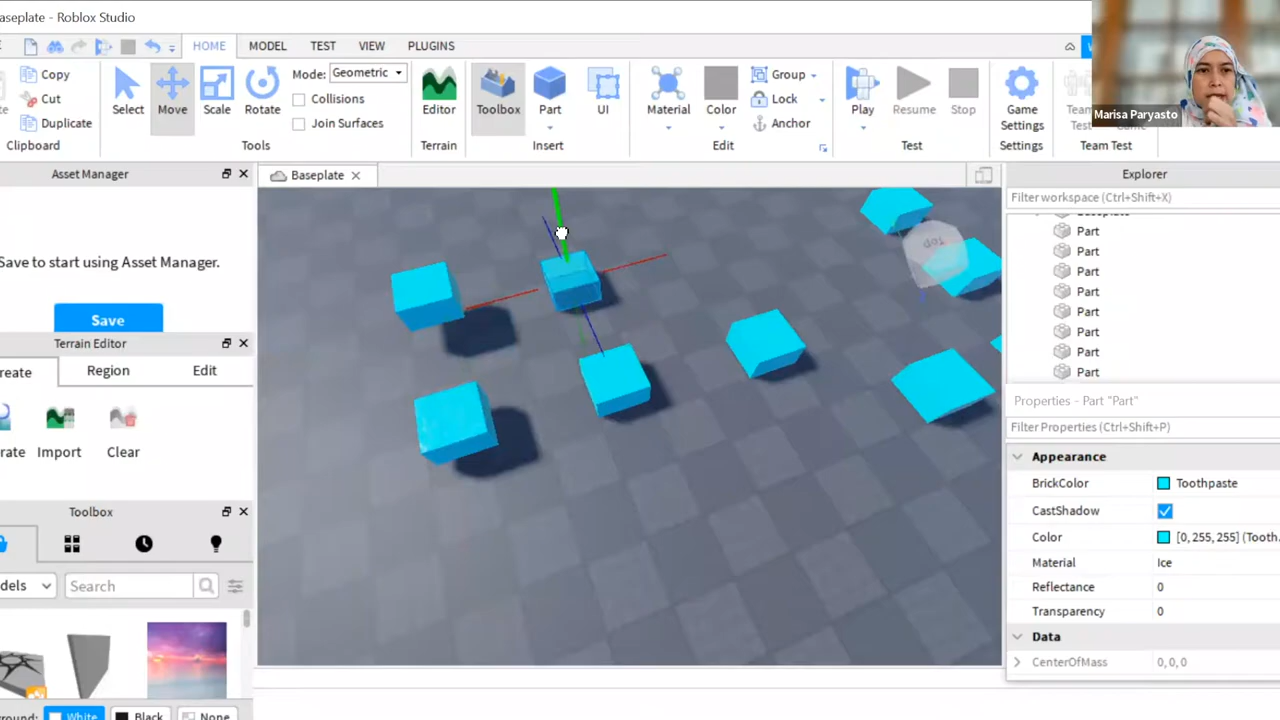 aseplate - Roblox Studio
HOME MODEL TEST VIEW PLUGINS
Copy
Cut
Duplicate
Clipboard
Select
Move
Scale
Rotate
Mode: Geometric
Collisions
Join Surfaces
Tools
Editor
Terrain
Toolbox
Part
UI
Insert
Material
Color
Group
Lock
Anchor
Edit
Play
Resume
Stop
Test
Game
Settings
Settings
Team Test
Marisa Paryasto
Asset Manager
Save to start using Asset Manager.
Save
Terrain Editor
reate Region Edit
rate Import Clear
Toolbox
dels Search
round: White Black None
Baseplate
TOP
Explorer
Filter workspace (Ctrl+Shift+X)
Part
Part
Part
Part
Part
Part
Part
Part
Properties - Part "Part"
Filter Properties (Ctrl+Shift+P)
Appearance
BrickColor Toothpaste
CastShadow
Color [0, 255, 255] (Tooth.
Material Ice
Reflectance 0
Transparency 0
Data
CenterOfMass 0, 0, 0